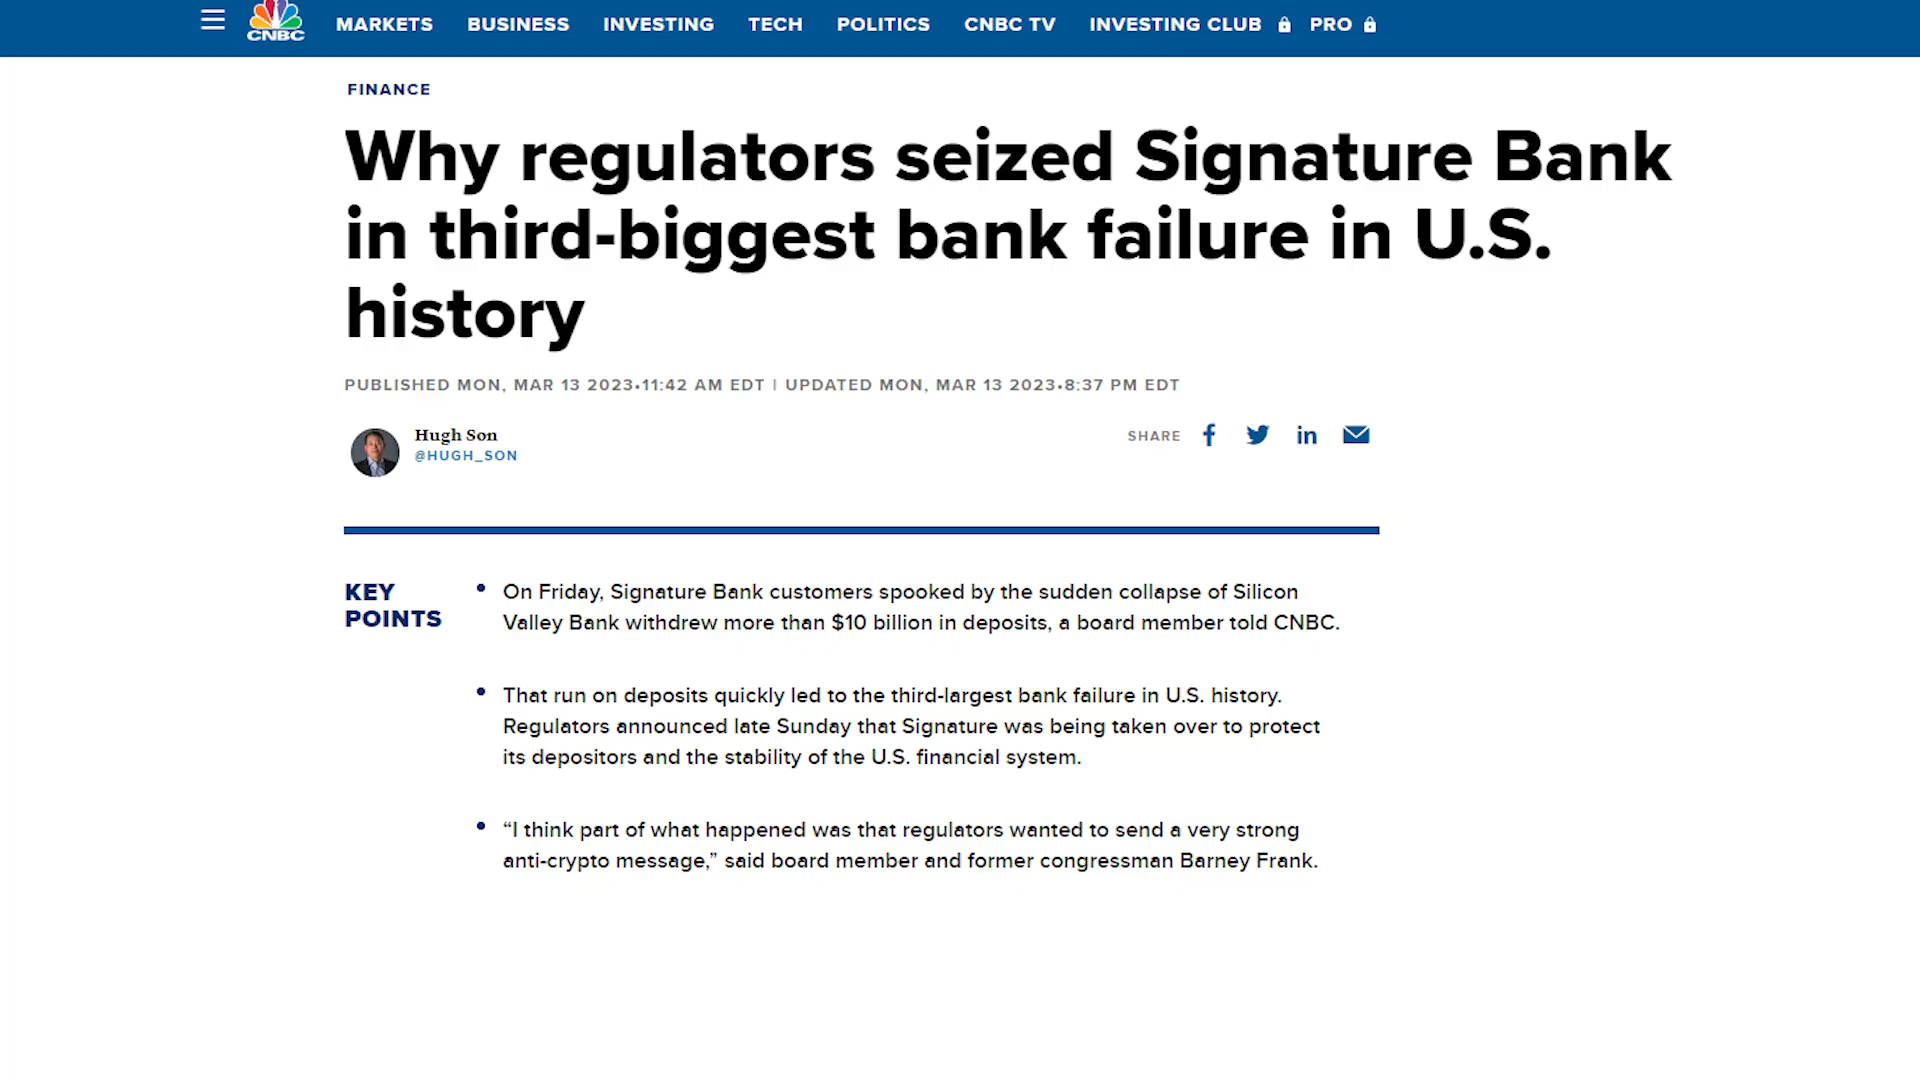 MARKETS BUSINESS INVESTING TECH POLITICS CNBC TV INVESTING CLUB PRO
CNBC
FINANCE
Why regulators seized Signature Bank
in third-biggest bank failure in U.S.
history
PUBLISHED MON, MAR 13 2023•11:42 AM EDT | UPDATED MON, MAR 13 2023•8:37 PM EDT
Hugh Son
@HUGH_SON
SHARE
KEY
POINTS
• On Friday, Signature Bank customers spooked by the sudden collapse of Silicon
Valley Bank withdrew more than $10 billion in deposits, a board member told CNBC.
• That run on deposits quickly led to the third-largest bank failure in U.S. history.
Regulators announced late Sunday that Signature was being taken over to protect
its depositors and the stability of the U.S. financial system.
• “I think part of what happened was that regulators wanted to send a very strong
anti-crypto message,” said board member and former congressman Barney Frank.